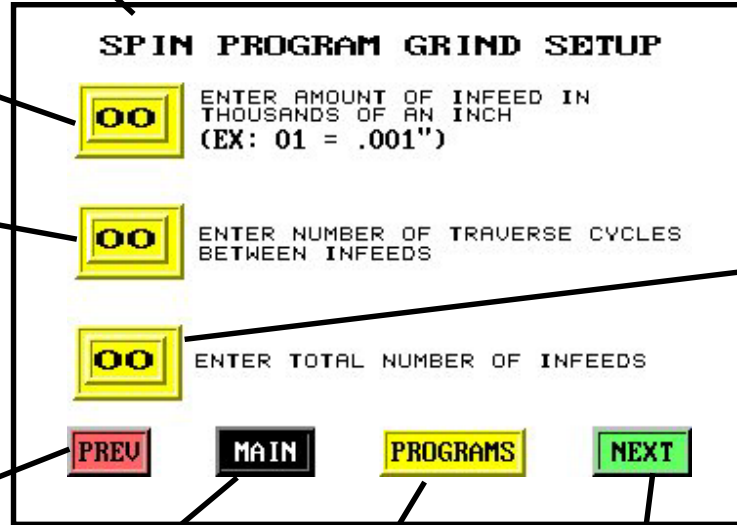 SPIN PROGRAM GRIND SETUP
00
ENTER AMOUNT OF INFEED IN
THOUSANDS OF AN INCH
(EX: 01 = .001")
00
ENTER NUMBER OF TRAVERSE CYCLES
BETWEEN INFEEDS
00
ENTER TOTAL NUMBER OF INFEEDS
PREV MAIN PROGRAMS NEXT